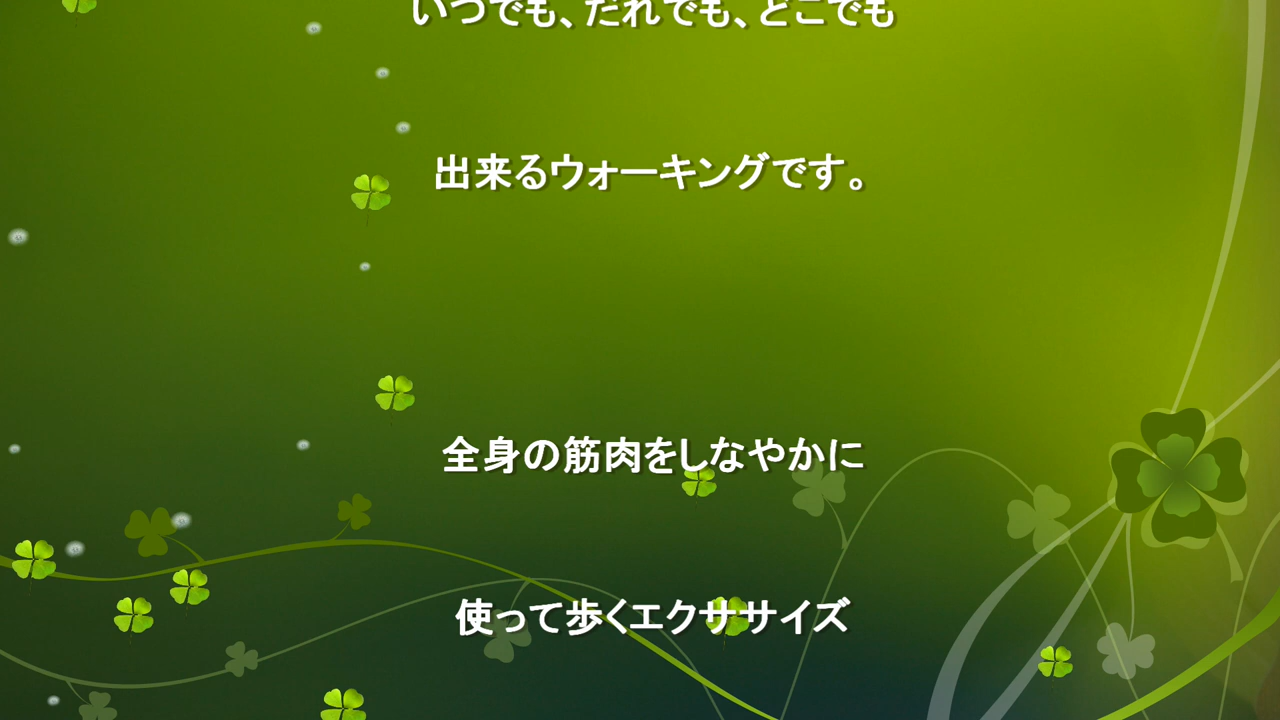 いつでも、だれでも、どこでも
出来るウォーキングです。
全身の筋肉をしなやかに
使って歩くエクササイズ